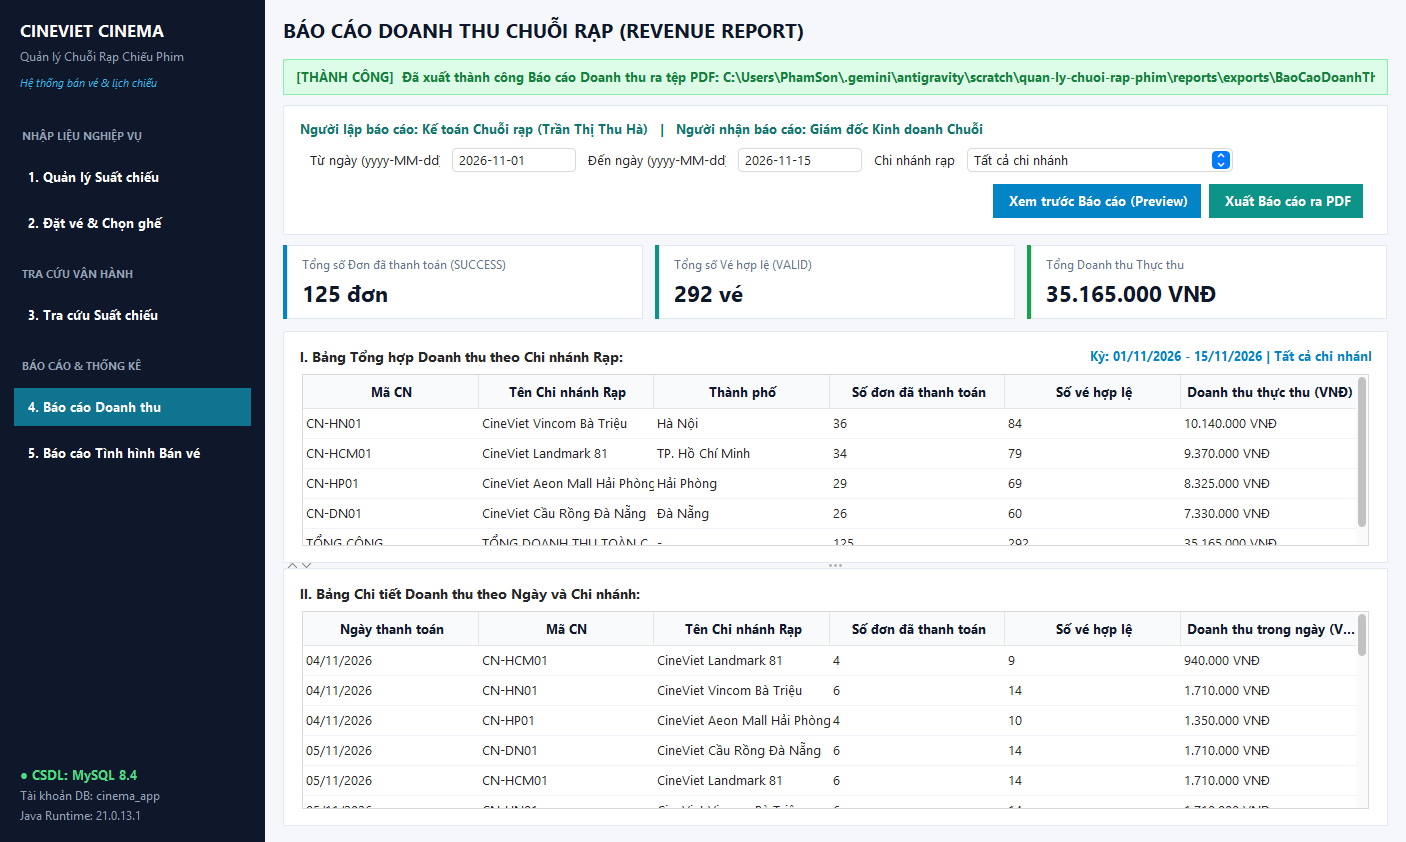 CINEVIET CINEMA
Quản lý Chuỗi Rạp Chiếu Phim
Hệ thống bán vé & lịch chiếu
NHẬP LIỆU NGHIỆP VỤ
1. Quản lý Suất chiếu
2. Đặt vé & Chọn ghế
TRA CỨU VẬN HÀNH
3. Tra cứu Suất chiếu
BÁO CÁO & THỐNG KÊ
4. Báo cáo Doanh thu
5. Báo cáo Tình hình Bán vé
● CSDL: MySQL 8.4
Tài khoản DB: cinema_app
Java Runtime: 21.0.13.1
BÁO CÁO DOANH THU CHUỖI RẠP (REVENUE REPORT)
[THÀNH CÔNG] Đã xuất thành công Báo cáo Doanh thu ra tệp PDF: C:\Users\PhamSon\.gemini\antigravity\scratch\quan-ly-chuoi-rap-phim\reports\exports\BaoCaoDoanhTh
Người lập báo cáo: Kế toán Chuỗi rạp (Trần Thị Thu Hà) | Người nhận báo cáo: Giám đốc Kinh doanh Chuỗi
Từ ngày (yyyy-MM-dd 2026-11-01 Đến ngày (yyyy-MM-dd 2026-11-15 Chi nhánh rạp Tất cả chi nhánh
Xem trước Báo cáo (Preview) Xuất Báo cáo ra PDF
Tổng số Đơn đã thanh toán (SUCCESS) Tổng số Vé hợp lệ (VALID) Tổng Doanh thu Thực thu
125 đơn 292 vé 35.165.000 VNĐ
I. Bảng Tổng hợp Doanh thu theo Chi nhánh Rạp: Kỳ: 01/11/2026 - 15/11/2026 | Tất cả chi nhánl
Mã CN Tên Chi nhánh Rạp Thành phố Số đơn đã thanh toán Số vé hợp lệ Doanh thu thực thu (VNĐ)
CN-HN01 CineViet Vincom Bà Triệu Hà Nội 36 84 10.140.000 VNĐ
CN-HCM01 CineViet Landmark 81 TP. Hồ Chí Minh 34 79 9.370.000 VNĐ
CN-HP01 CineViet Aeon Mall Hải Phòng Hải Phòng 29 69 8.325.000 VNĐ
CN-DN01 CineViet Cầu Rồng Đà Nẵng Đà Nẵng 26 60 7.330.000 VNĐ
TỔNG CỘNG TỔNG DOANH THU TOÀN C - 125 292 35.165.000 VNĐ
II. Bảng Chi tiết Doanh thu theo Ngày và Chi nhánh:
Ngày thanh toán Mã CN Tên Chi nhánh Rạp Số đơn đã thanh toán Số vé hợp lệ Doanh thu trong ngày (V...
04/11/2026 CN-HCM01 CineViet Landmark 81 4 9 940.000 VNĐ
04/11/2026 CN-HN01 CineViet Vincom Bà Triệu 6 14 1.710.000 VNĐ
04/11/2026 CN-HP01 CineViet Aeon Mall Hải Phòng 4 10 1.350.000 VNĐ
05/11/2026 CN-DN01 CineViet Cầu Rồng Đà Nẵng 6 14 1.710.000 VNĐ
05/11/2026 CN-HCM01 CineViet Landmark 81 6 14 1.710.000 VNĐ